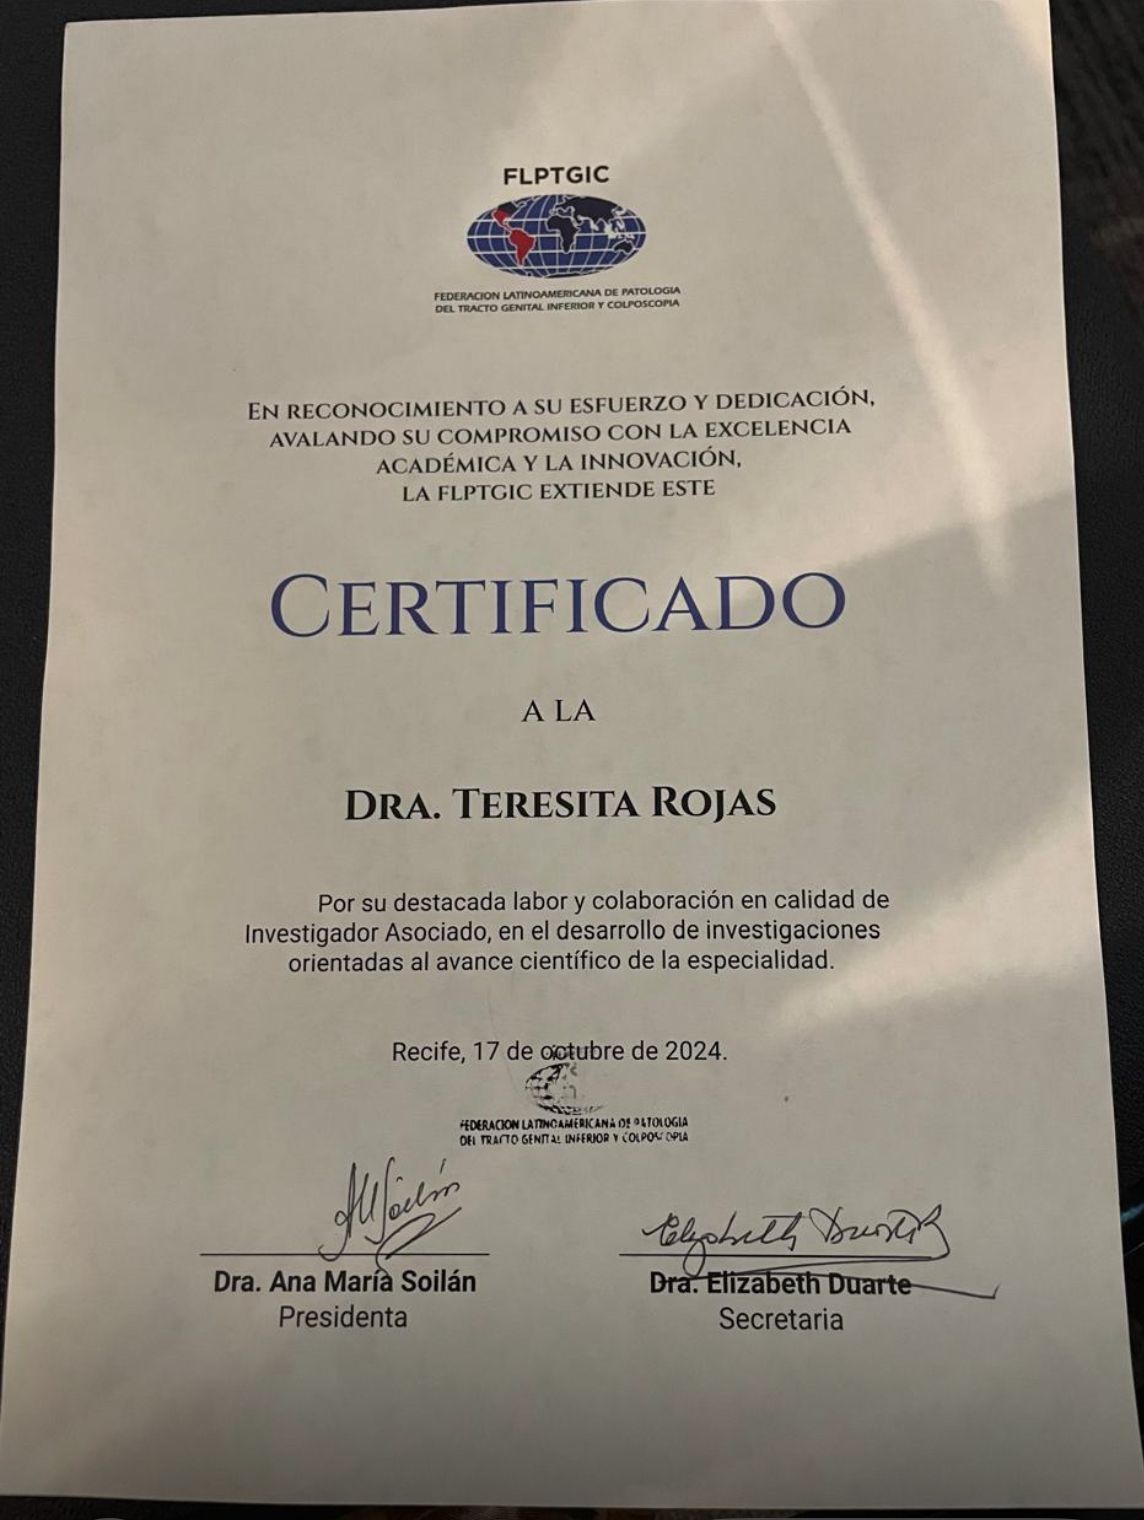 FLPTGIC
FEDERACION LATINOAMERICANA DE PATOLOGIA
DEL TRACTO GENITAL INFERIOR Y COLPOSCOPIA
EN RECONOCIMIENTO A SU ESFUERZO Y DEDICACIÓN,
AVALANDO SU COMPROMISO CON LA EXCELENCIA
ACADÉMICA Y LA INNOVACIÓN,
LA FLPTGIC EXTIENDE ESTE
CERTIFICADO
A LA
DRA. TERESITA ROJAS
Por su destacada labor y colaboración en calidad de
Investigador Asociado, en el desarrollo de investigaciones
orientadas al avance científico de la especialidad.
Recife, 17 de octubre de 2024.
FEDERACION LATINOAMERICANA DE PATOLOGIA
DEL TRACTO GENITAL INFERIOR Y COLPOSCOPIA
AMSoilán
Elizabeth Duarte
Dra. Ana María Soilán
Dra. Elizabeth Duarte
Presidenta
Secretaria